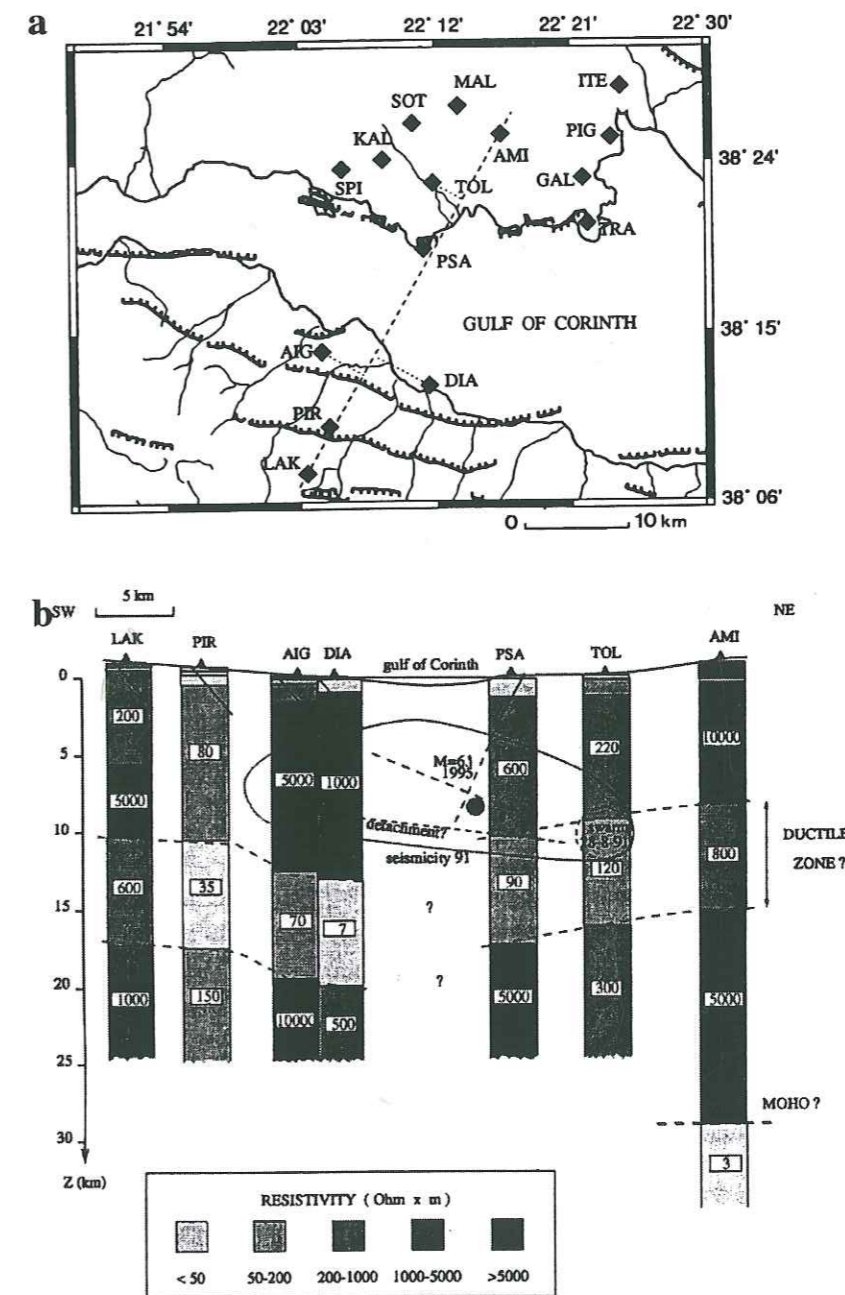 a
21° 54' 22° 03' 22° 12' 22° 21' 22° 30'
ITE
MAL
SOT
PIG
KAL
AMI
38° 24'
SPI
TOL
GAL
TRA
PSA
GULF OF CORINTH
38° 15'
AIG
DIA
PIR
LAK
38° 06'
0 10 km
b SW 5 km NE
LAK PIR AIG DIA gulf of Corinth PSA TOL AMI
0
200
80
5000
1000
M=6.1
1995
600
220
10000
5
5000
detachment?
swarm
8-8-91
10
seismicity 91
DUCTILE
ZONE ?
600
35
70
7
?
90
120
800
15
1000
150
10000
500
?
5000
300
5000
20
25
MOHO ?
30
3
Z (km)
RESISTIVITY ( Ohm x m )
< 50 50-200 200-1000 1000-5000 >5000